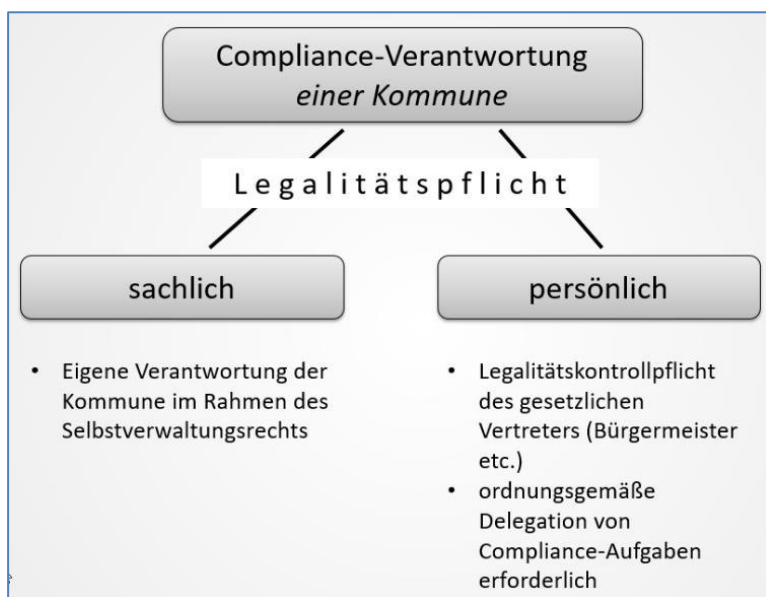 Compliance-Verantwortung
einer Kommune
Legalitätspflicht
sachlich
persönlich
• Eigene Verantwortung der
Kommune im Rahmen des
Selbstverwaltungsrechts
• Legalitätskontrollpflicht
des gesetzlichen
Vertreters (Bürgermeister
etc.)
• ordnungsgemäße
Delegation von
Compliance-Aufgaben
erforderlich